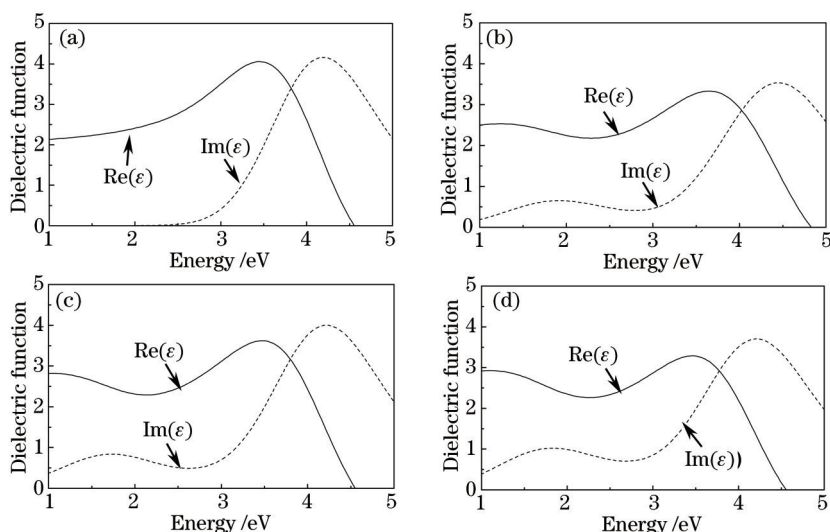 (a)
Dielectric function
5
4
3
2
1
0
Re(ε)
Im(ε)
1 2 3 4 5
Energy /eV
(b)
Dielectric function
5
4
3
2
1
0
Re(ε)
Im(ε)
1 2 3 4 5
Energy /eV
(c)
Dielectric function
5
4
3
2
1
0
Re(ε)
Im(ε)
1 2 3 4 5
Energy /eV
(d)
Dielectric function
5
4
3
2
1
0
Re(ε)
Im(ε))
1 2 3 4 5
Energy /eV